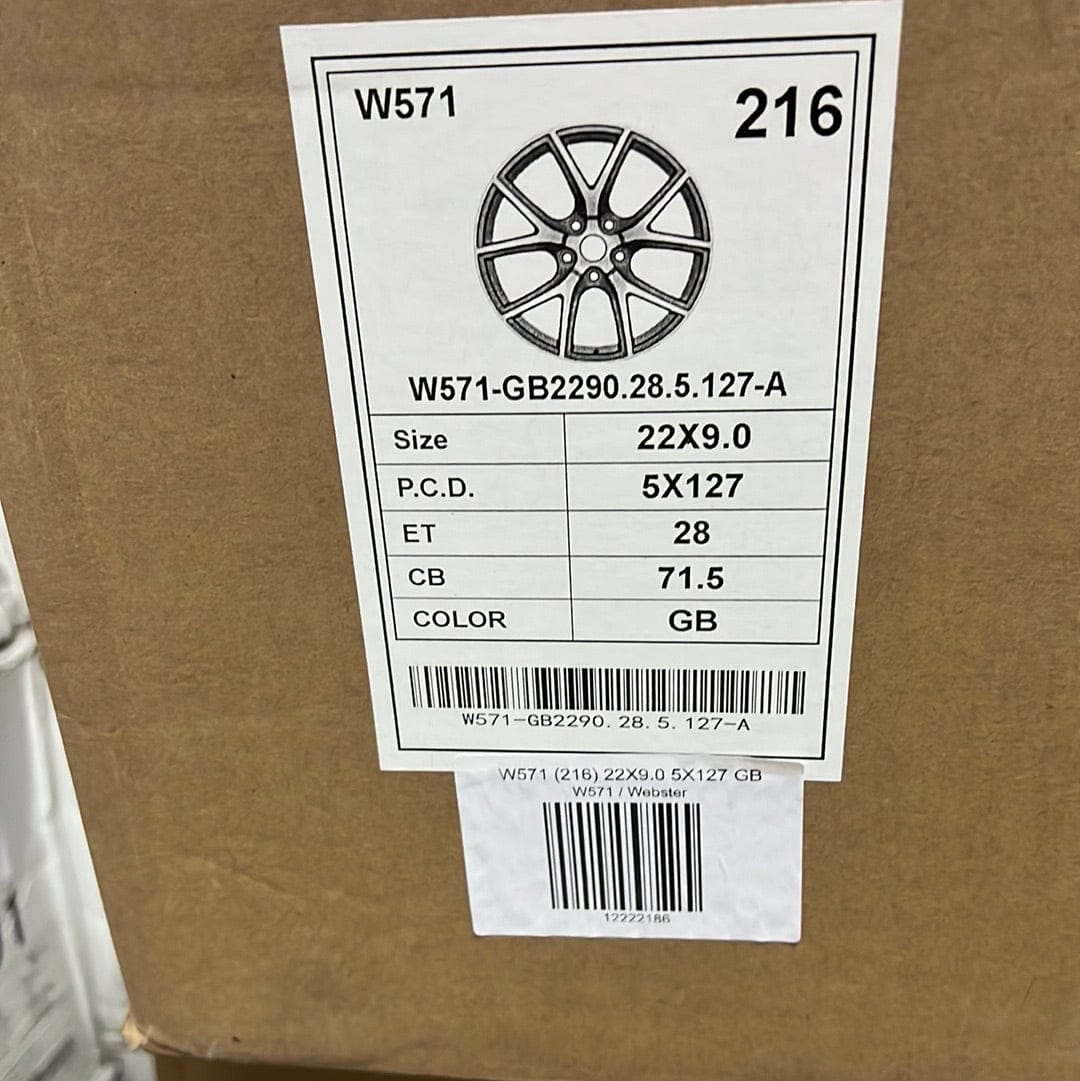 W571
216
W571-GB2290.28.5.127-A
Size 22X9.0
P.C.D. 5X127
ET 28
CB 71.5
COLOR GB
W571-GB2290. 28. 5. 127-A
W571 (216) 22X9.0 5X127 GB
W571 / Webster
12222186